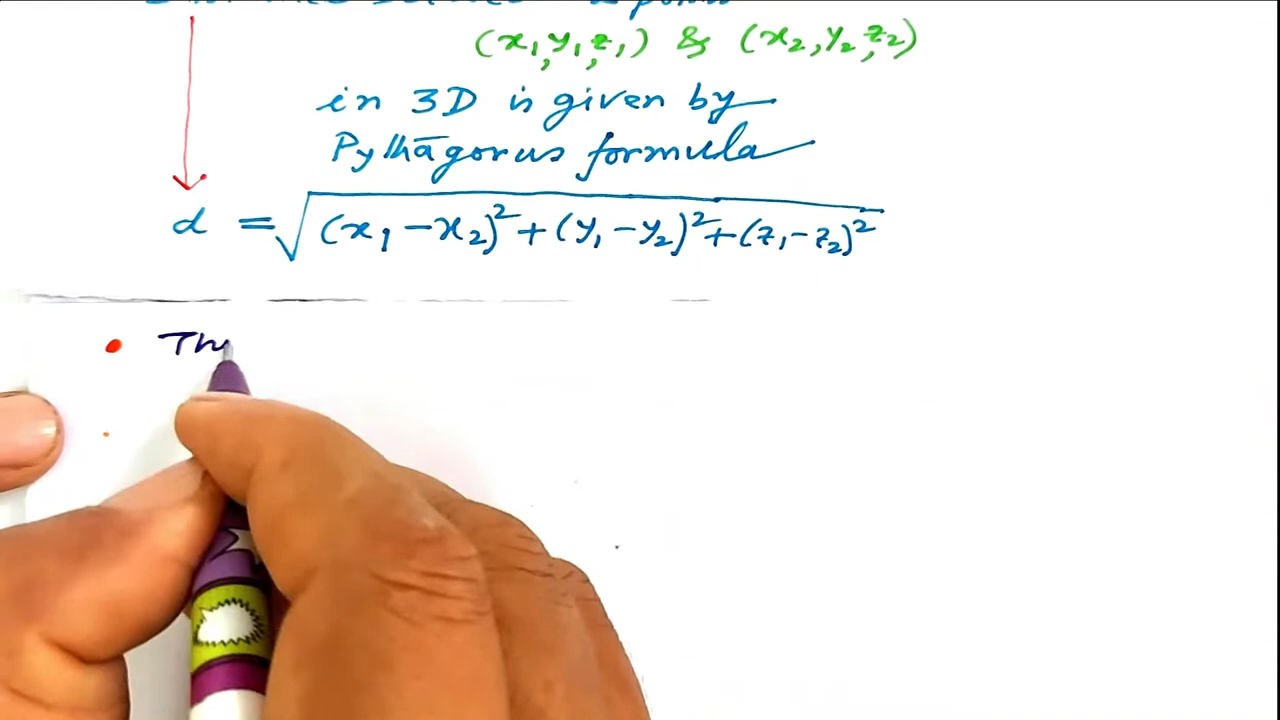 (x₁,y₁,z₁) & (x₂,y₂,z₂)
in 3D is given by
Pythāgorus formula
d = √(x₁-x₂)²+(y₁-y₂)²+(z₁-z₂)²
• Th